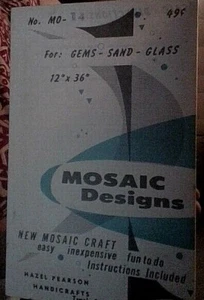 No. MO-
49¢
For: GEMS - SAND - GLASS
12" x 36"
MOSAIC
Designs
NEW MOSAIC CRAFT
easy inexpensive fun to do
Instructions Included
HAZEL PEARSON
HANDICRAFTS